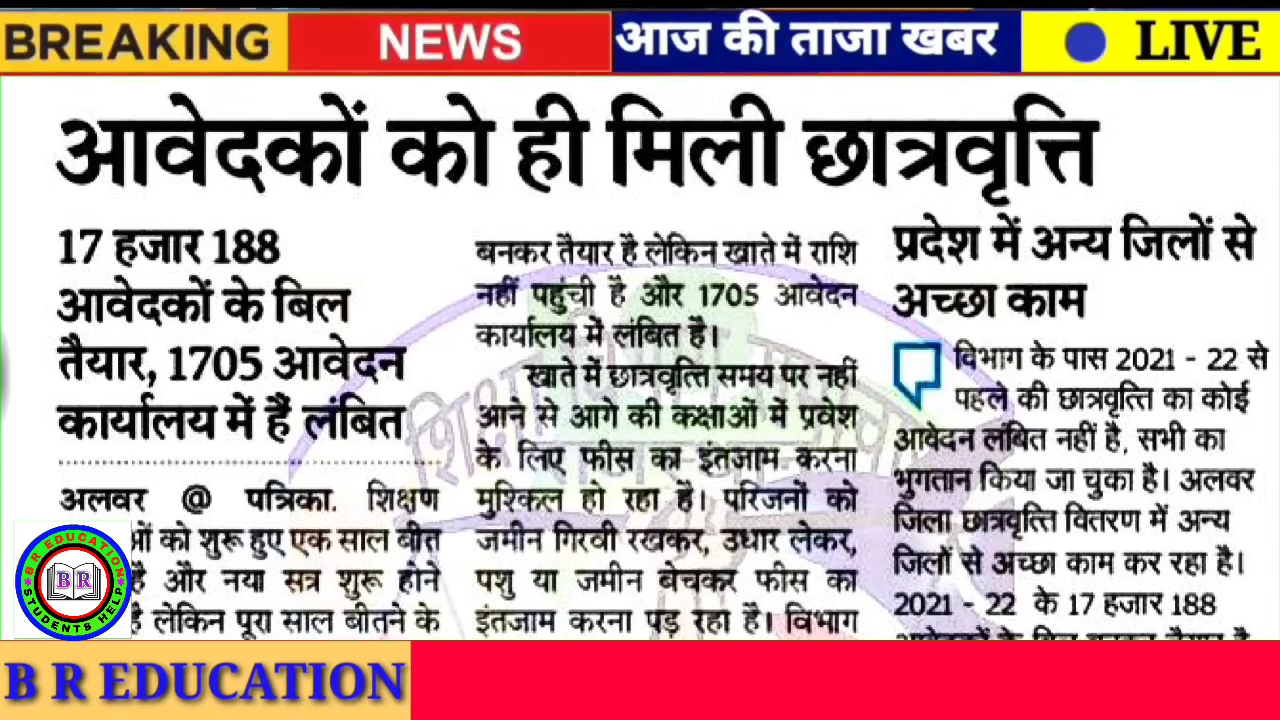 BREAKING NEWS आज की ताजा खबर LIVE
आवेदकों को ही मिली छात्रवृत्ति
17 हजार 188
आवेदकों के बिल
तैयार, 1705 आवेदन
कार्यालय में हैं लंबित
अलवर @ पत्रिका. शिक्षण
को शुरू हुए एक साल बीत
और नया सत्र शुरू होने
लेकिन पूरा साल बीतने के
बनकर तैयार है लेकिन खाते में राशि
नहीं पहुंची है और 1705 आवेदन
कार्यालय में लंबित है।
खाते में छात्रवृत्ति समय पर नहीं
आने से आगे की कक्षाओं में प्रवेश
के लिए फीस का इंतजाम करना
मुश्किल हो रहा है। परिजनों को
जमीन गिरवी रखकर, उधार लेकर,
पशु या जमीन बेचकर फीस का
इंतजाम करना पड़ रहा है। विभाग
प्रदेश में अन्य जिलों से
अच्छा काम
विभाग के पास 2021 - 22 से
पहले की छात्रवृत्ति का कोई
आवेदन लंबित नहीं है, सभी का
भुगतान किया जा चुका है। अलवर
जिला छात्रवृत्ति वितरण में अन्य
जिलों से अच्छा काम कर रहा है।
2021 - 22 के 17 हजार 188
B R EDUCATION
BR
STUDENTS HELP
B R EDUCATION